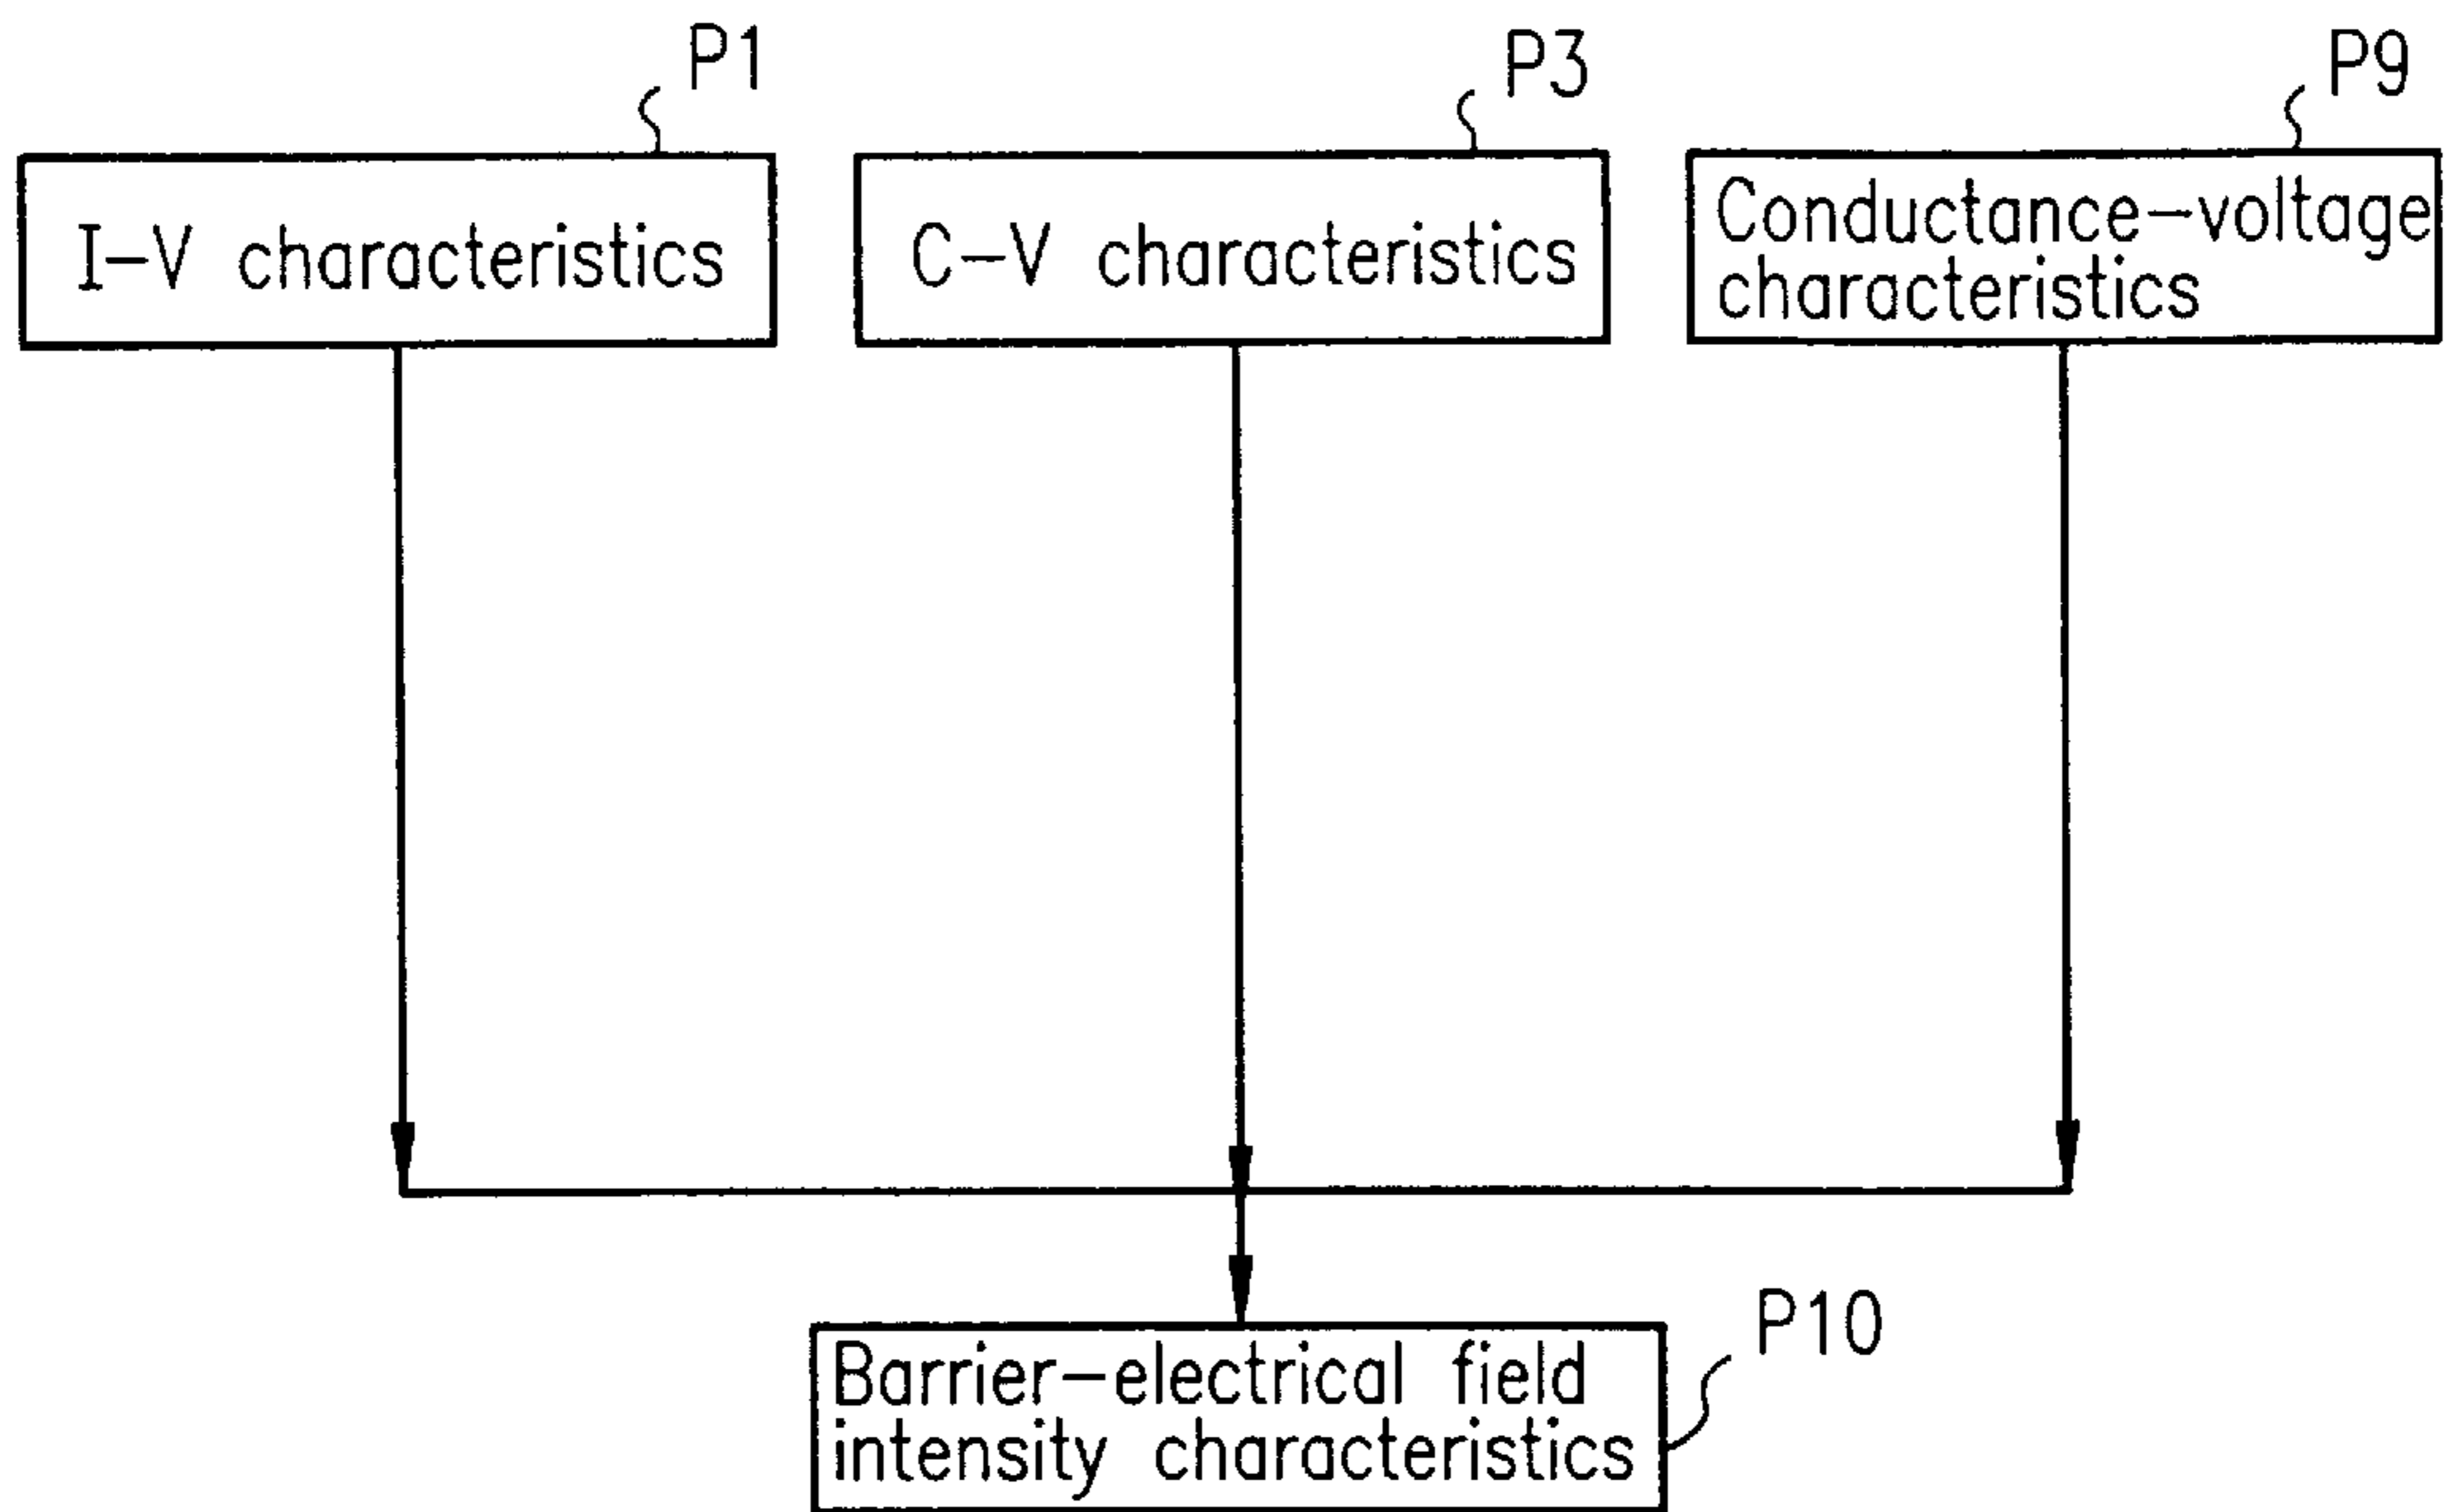 P1
P3
P9
I-V characteristics
C-V characteristics
Conductance-voltage
characteristics
P10
Barrier-electrical field
intensity characteristics